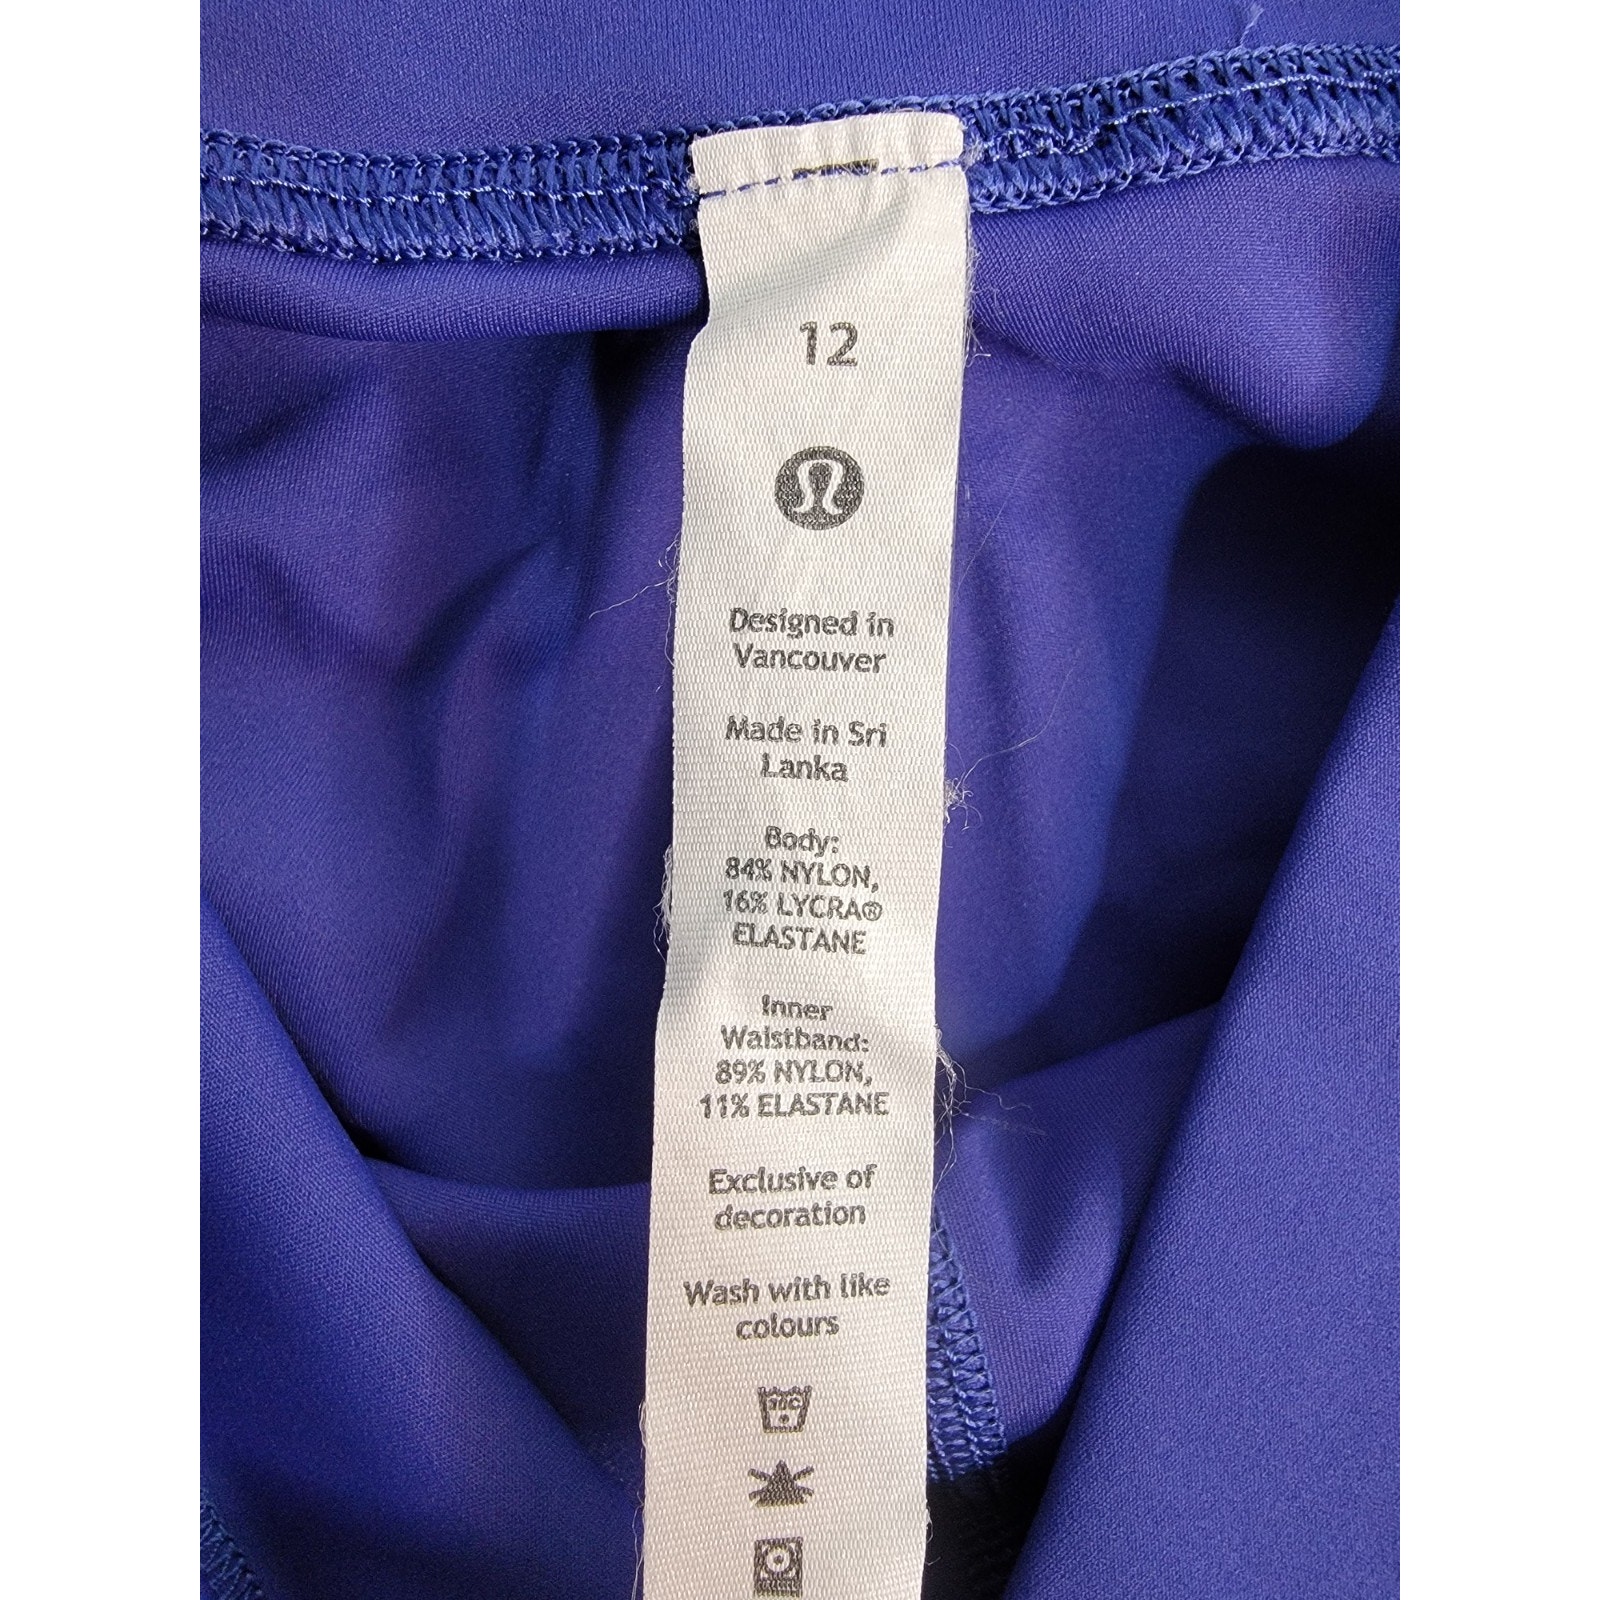 12
Designed in
Vancouver
Made in Sri
Lanka
Body:
84% NYLON,
16% LYCRA®
ELASTANE
Inner
Waistband:
89% NYLON,
11% ELASTANE
Exclusive of
decoration
Wash with like
colours
30C